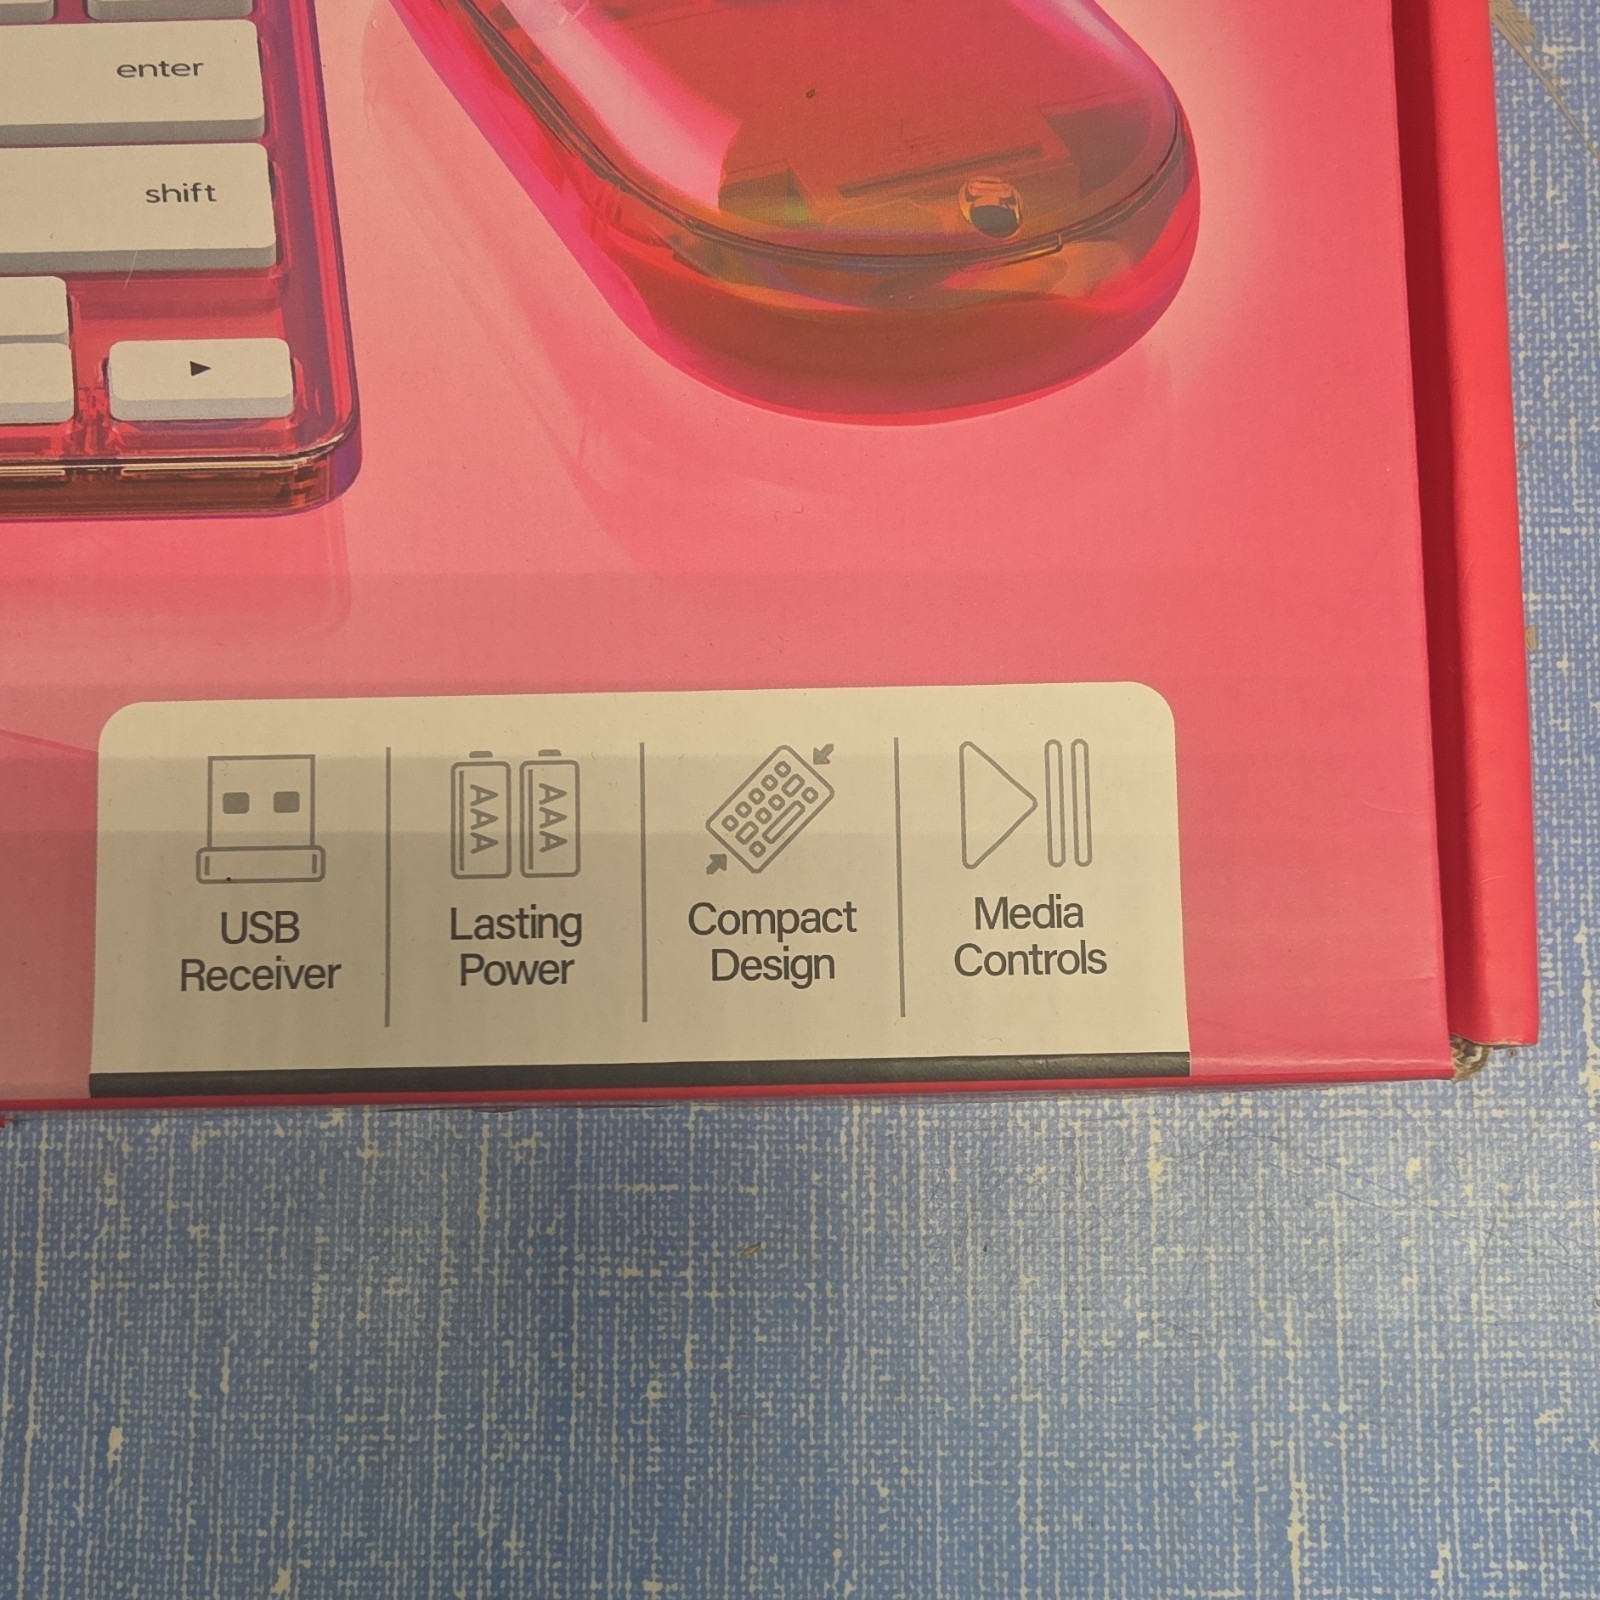 enter
shift
AAA AAA
USB
Receiver
Lasting
Power
Compact
Design
Media
Controls